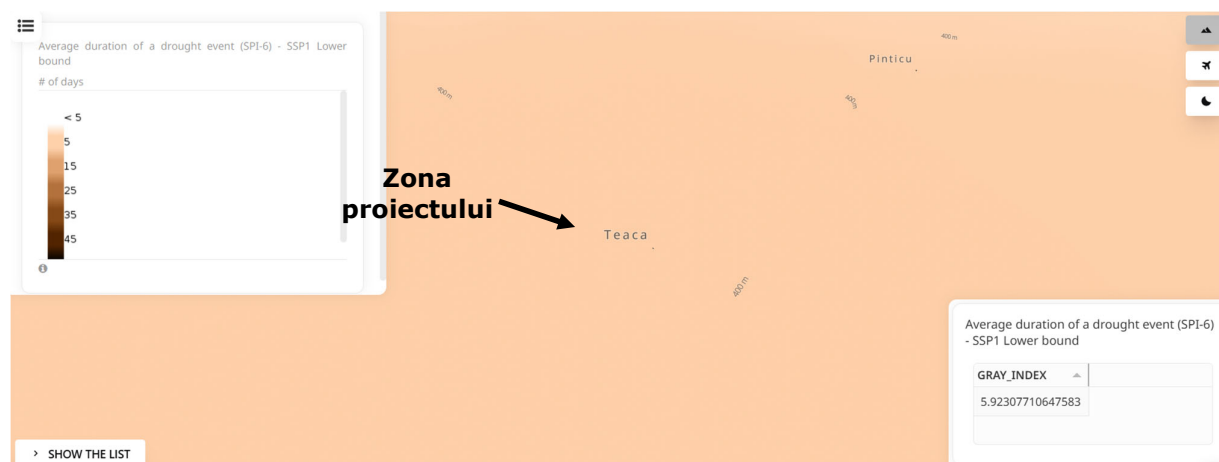 Average duration of a drought event (SPI-6) - SSP1 Lower
bound
# of days
< 5
5
15
25
35
45
400 m
Pinticu
400 m
400 m
Zona
proiectului
Teaca
400 m
Average duration of a drought event (SPI-6)
- SSP1 Lower bound
GRAY_INDEX
5.92307710647583
SHOW THE LIST